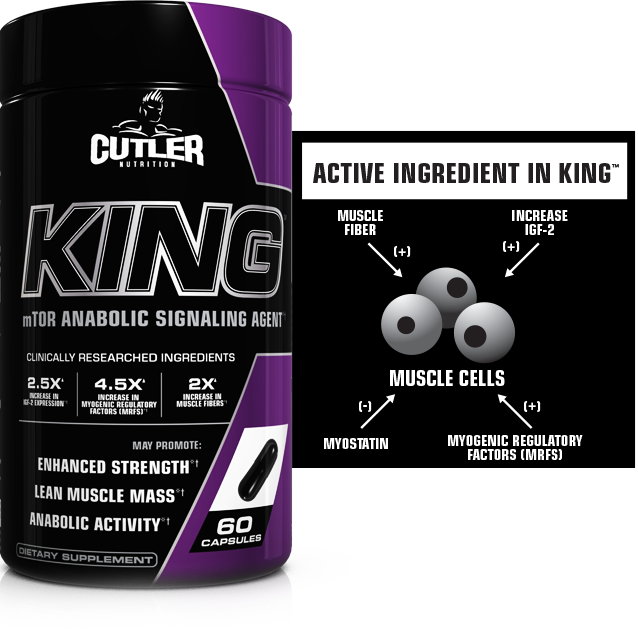 CUTLER
NUTRITION
KING
mTOR ANABOLIC SIGNALING AGENT
CLINICALLY RESEARCHED INGREDIENTS
2.5X
INCREASE IN
IGF-2 EXPRESSION
4.5X
INCREASE IN
MYOGENIC REGULATORY
FACTORS (MRFS)
2X
INCREASE IN
MUSCLE FIBERS
MAY PROMOTE:
ENHANCED STRENGTH
LEAN MUSCLE MASS
ANABOLIC ACTIVITY
60
CAPSULES
DIETARY SUPPLEMENT
ACTIVE INGREDIENT IN KING™
MUSCLE
FIBER
(+)
INCREASE
IGF-2
(+)
MUSCLE CELLS
(-)
MYOSTATIN
(+)
MYOGENIC REGULATORY
FACTORS (MRFS)